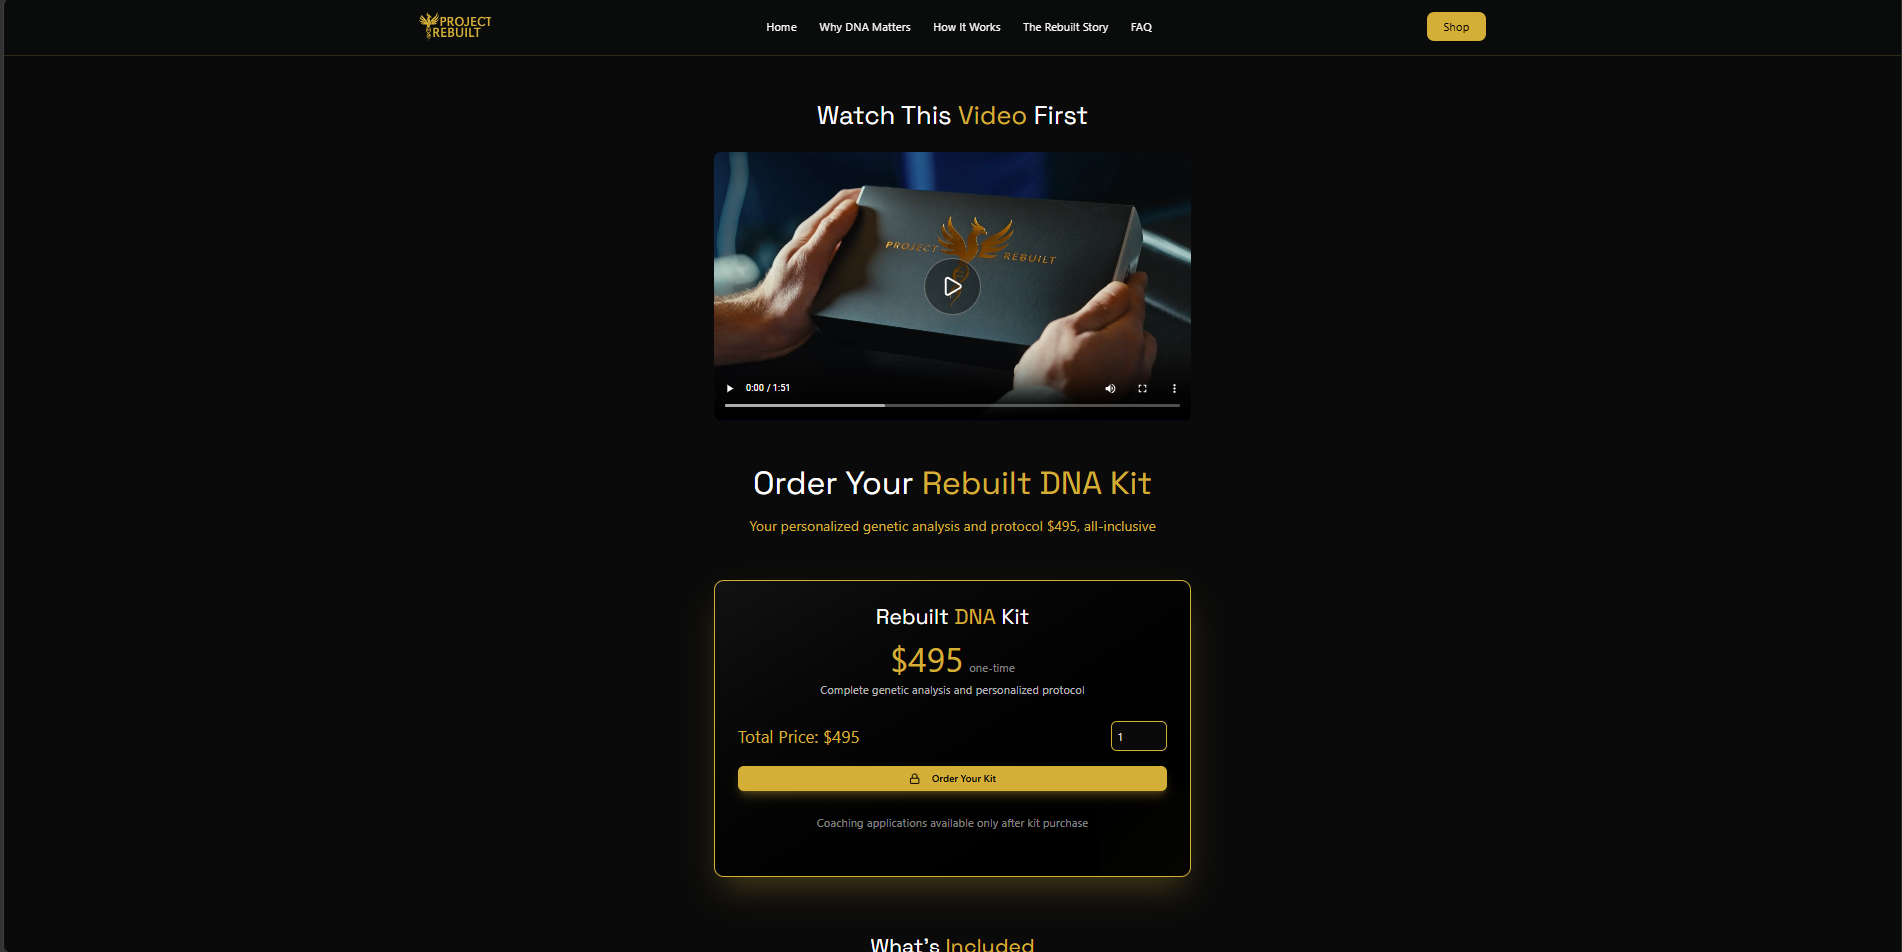 PROJECT
REBUILT
Home Why DNA Matters How It Works The Rebuilt Story FAQ
Shop
Watch This Video First
PROJECT REBUILT
0:00 / 1:51
Order Your Rebuilt DNA Kit
Your personalized genetic analysis and protocol $495, all-inclusive
Rebuilt DNA Kit
$495 one-time
Complete genetic analysis and personalized protocol
Total Price: $495
1
Order Your Kit
Coaching applications available only after kit purchase
What's Included